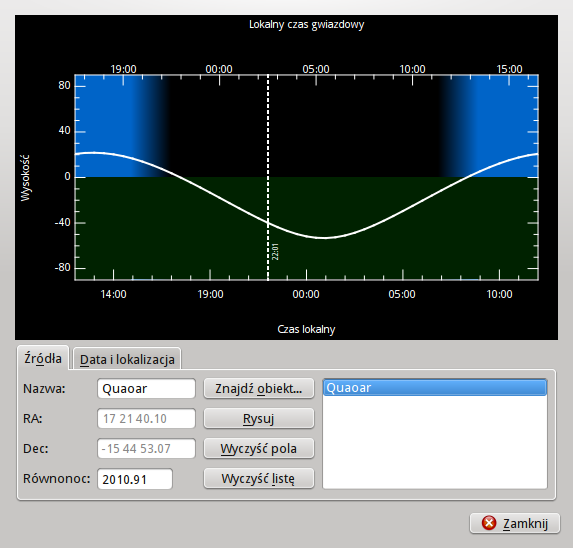 Lokalny czas gwiazdowy
19:00 00:00 05:00 10:00 15:00
80
40
0
-40
-80
Wysokość
22:01
14:00 19:00 00:00 05:00 10:00
Czas lokalny
Źródła Data i lokalizacja
Nazwa: Quaoar Znajdź obiekt... Quaoar
RA: 17 21 40.10 Rysuj
Dec: -15 44 53.07 Wyczyść pola
Równonoc: 2010.91 Wyczyść listę
Zamknij